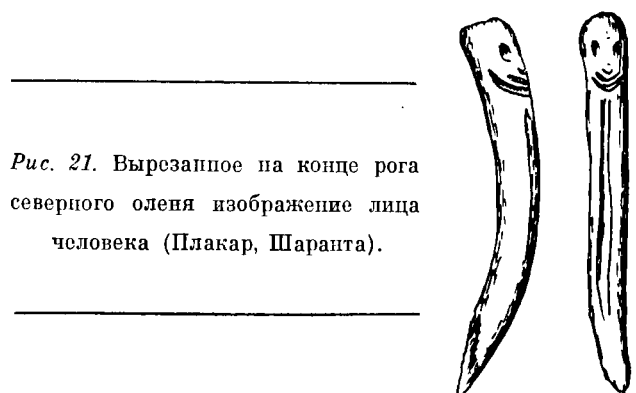 Рис. 21. Вырезанное на конце рога
северного оленя изображение лица
человека (Плакар, Шаранта).